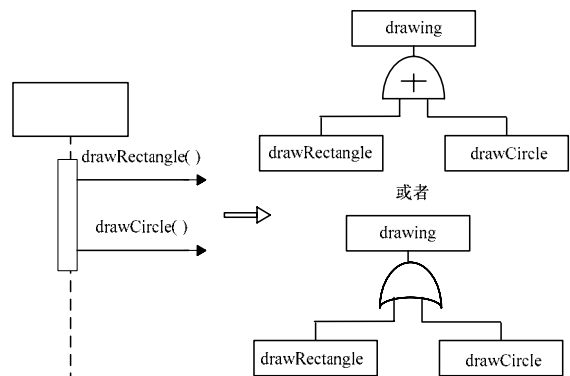 drawRectangle( )
drawCircle( )
drawing
drawRectangle
drawCircle
或者
drawing
drawRectangle
drawCircle